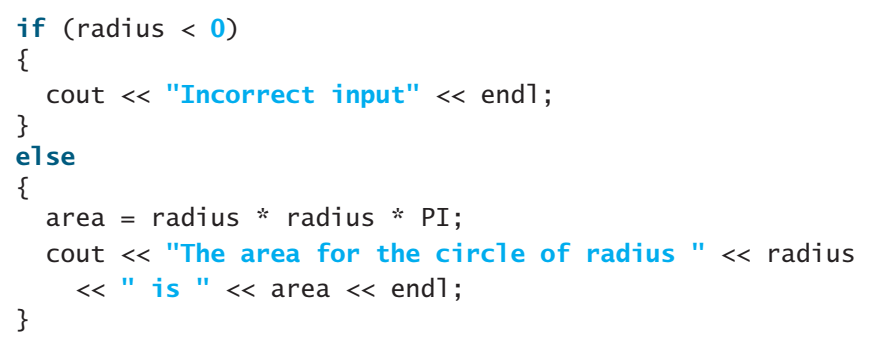 if (radius < 0)
{
  cout << "Incorrect input" << endl;
}
else
{
  area = radius * radius * PI;
  cout << "The area for the circle of radius " << radius
    << " is " << area << endl;
}